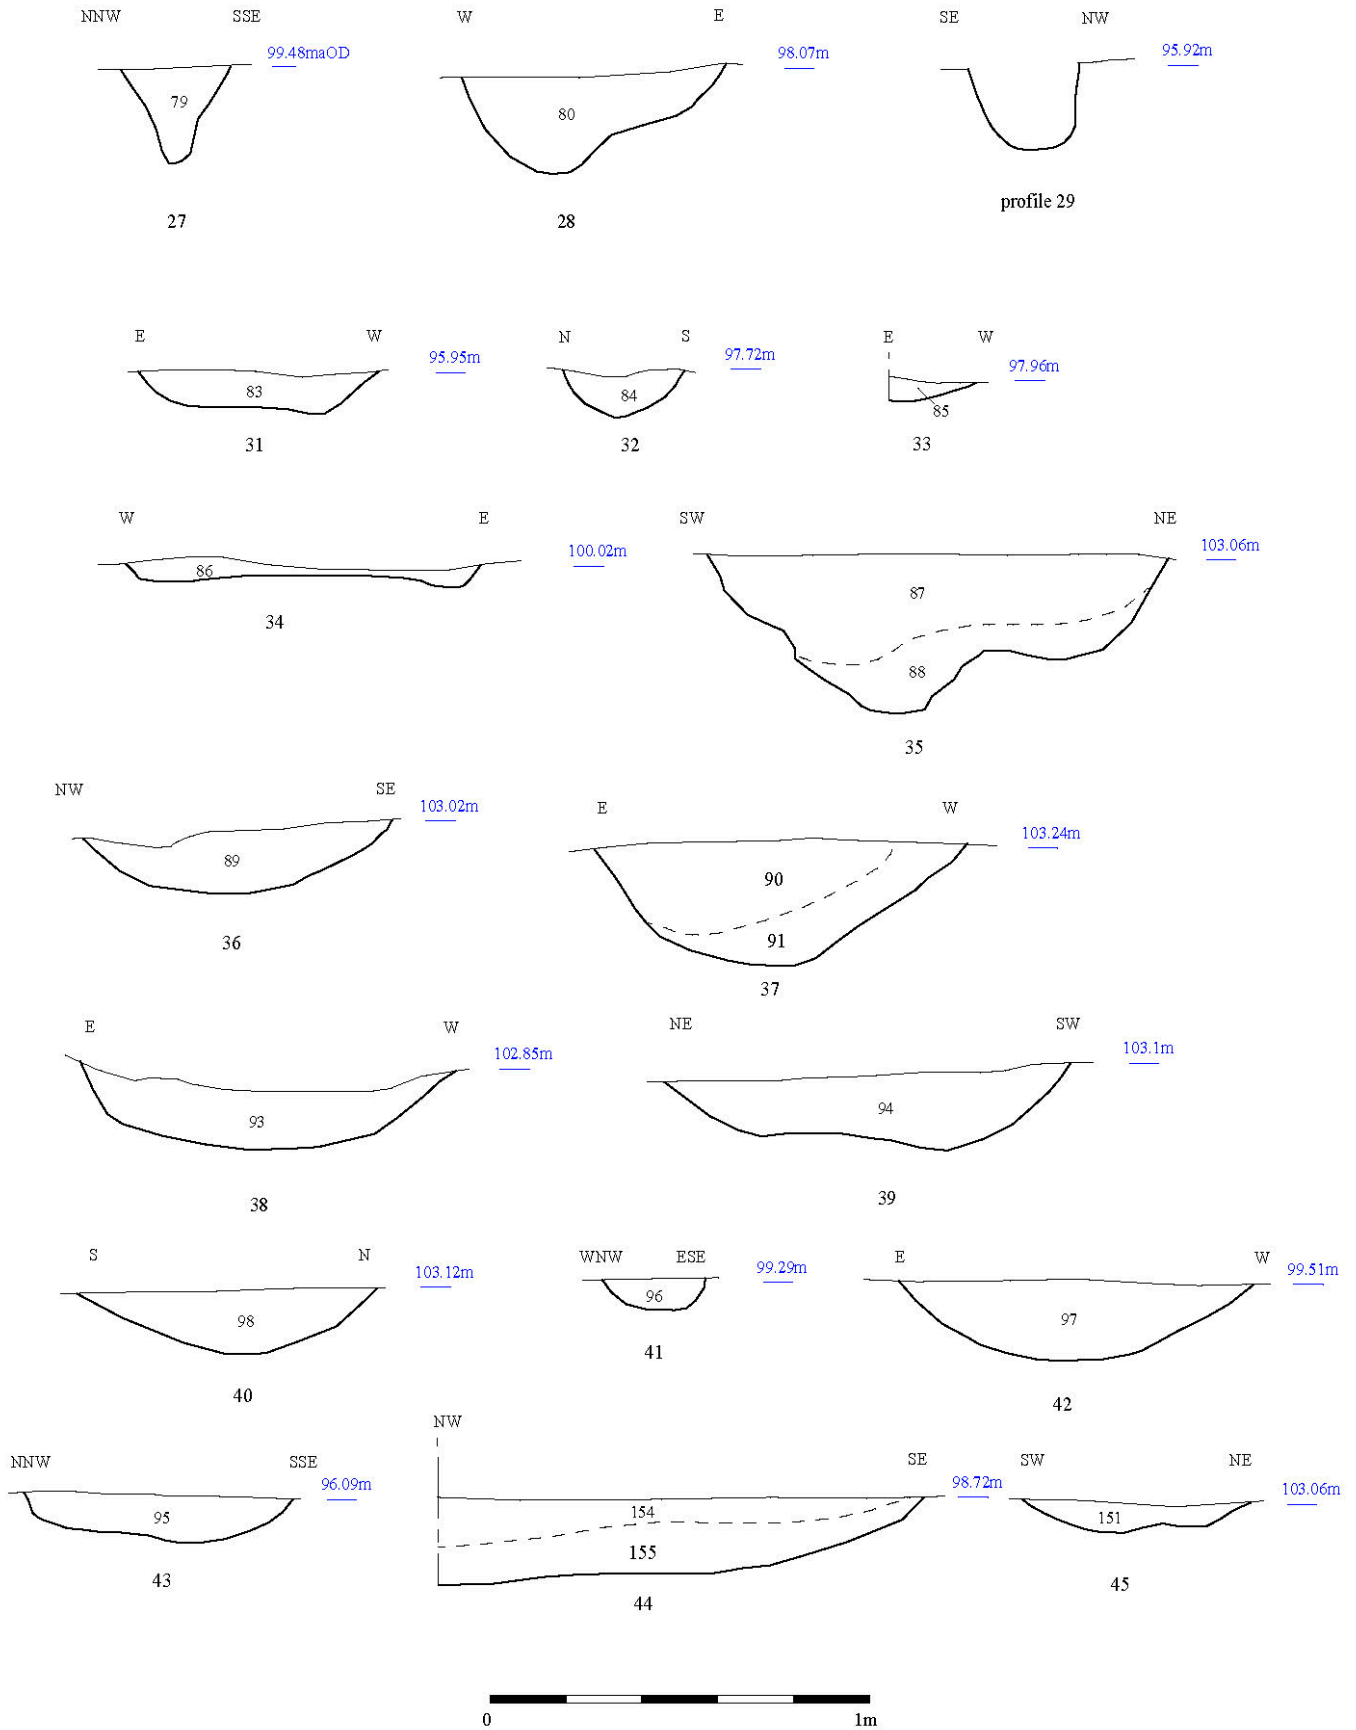 NNW SSE 99.48maOD
79
27
W E 98.07m
80
28
SE NW 95.92m
profile 29
E W 95.95m
83
31
N S 97.72m
84
32
E W 97.96m
85
33
W E 100.02m
86
34
SW NE 103.06m
87
88
35
NW SE 103.02m
89
36
E W 103.24m
90
91
37
E W 102.85m
93
38
NE SW 103.1m
94
39
S N 103.12m
98
40
WNW ESE 99.29m
96
41
E W 99.51m
97
42
NNW SSE 96.09m
95
43
NW SE 98.72m
154
155
44
SW NE 103.06m
151
45
0 1m